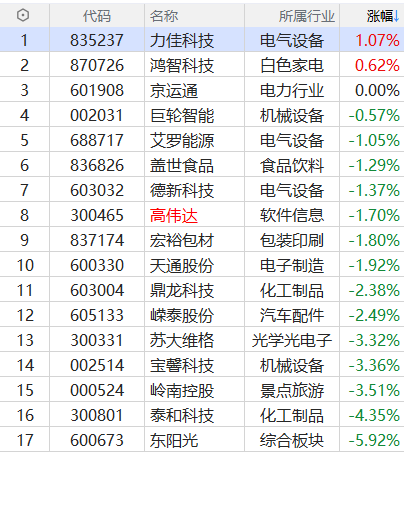 代码 名称 所属行业 涨幅↓
1 835237 力佳科技 电气设备 1.07%
2 870726 鸿智科技 白色家电 0.62%
3 601908 京运通 电力行业 0.00%
4 002031 巨轮智能 机械设备 -0.57%
5 688717 艾罗能源 电气设备 -1.05%
6 836826 盖世食品 食品饮料 -1.29%
7 603032 德新科技 电气设备 -1.37%
8 300465 高伟达 软件信息 -1.70%
9 837174 宏裕包材 包装印刷 -1.80%
10 600330 天通股份 电子制造 -1.92%
11 603004 鼎龙科技 化工制品 -2.38%
12 605133 嵘泰股份 汽车配件 -2.49%
13 300331 苏大维格 光学光电子 -3.32%
14 002514 宝馨科技 机械设备 -3.36%
15 000524 岭南控股 景点旅游 -3.51%
16 300801 泰和科技 化工制品 -4.35%
17 600673 东阳光 综合板块 -5.92%